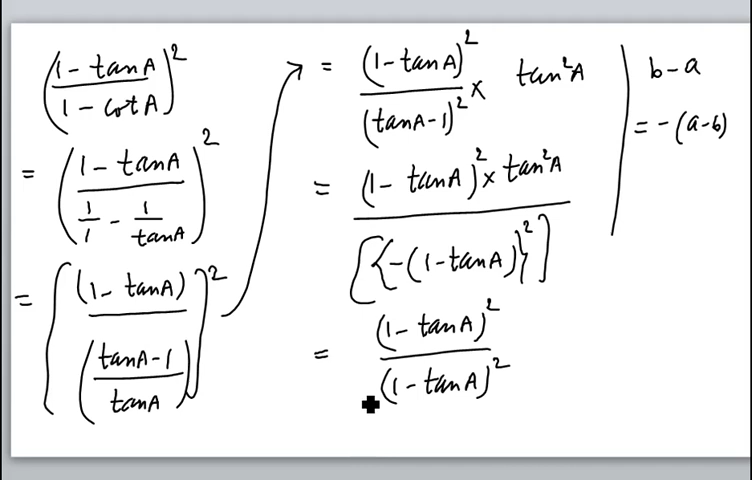 (1 - tanA / 1 - cotA)²
= (1 - tanA / 1/1 - 1/tanA)²
= {(1 - tanA) / (tanA-1 / tanA)}²
= (1 - tanA)² / (tanA-1)² × tan²A
= (1 - tanA)² × tan²A / [{-(1-tanA)}²]
= (1 - tanA)² / (1 - tanA)²
b-a
= -(a-b)